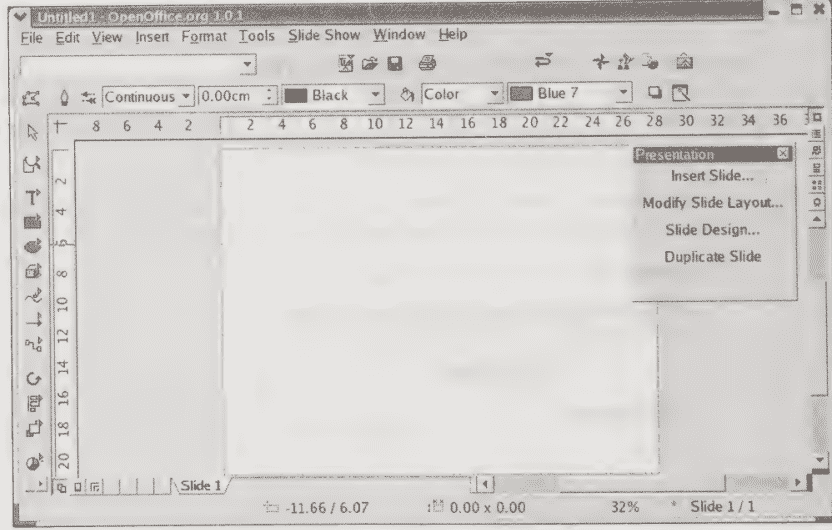 Untitled1 - OpenOffice.org 1.0.1
File Edit View Insert Format Tools Slide Show Window Help
Continuous 0.00cm Black Color Blue 7
8 6 4 2 2 4 6 8 10 12 14 16 18 20 22 24 26 28 30 32 34 36
Presentation
Insert Slide...
Modify Slide Layout...
Slide Design...
Duplicate Slide
2
4
6
8
10
12
14
16
18
20
Slide 1
-11.66 / 6.07 0.00 x 0.00 32% * Slide 1 / 1